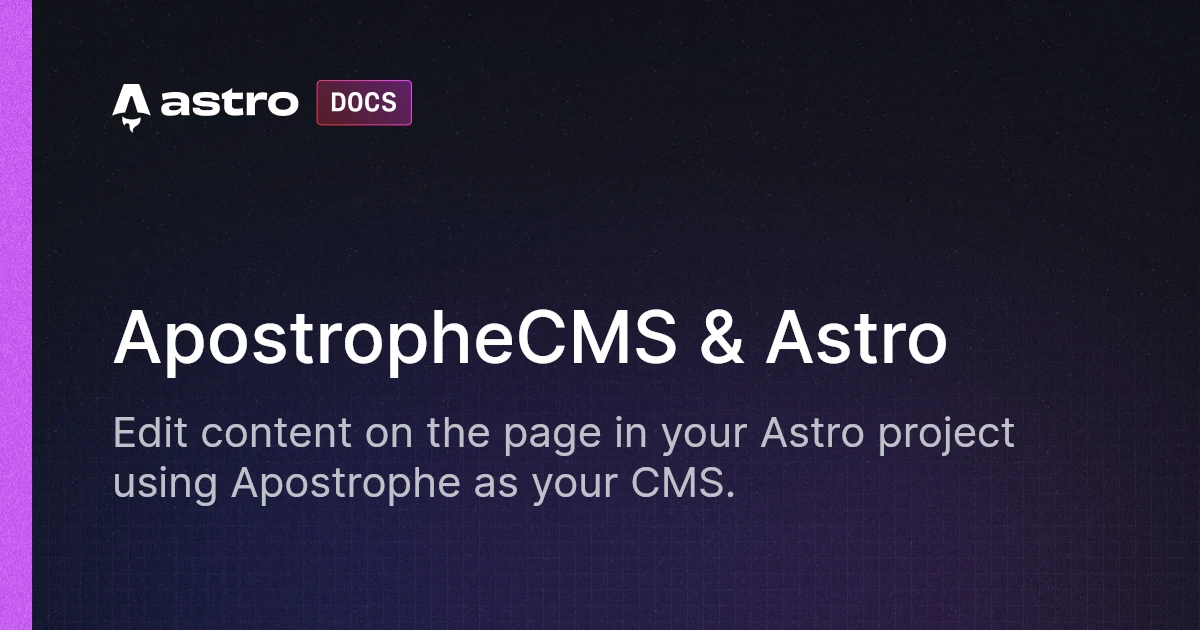 astro DOCS
ApostropheCMS & Astro
Edit content on the page in your Astro project
using Apostrophe as your CMS.